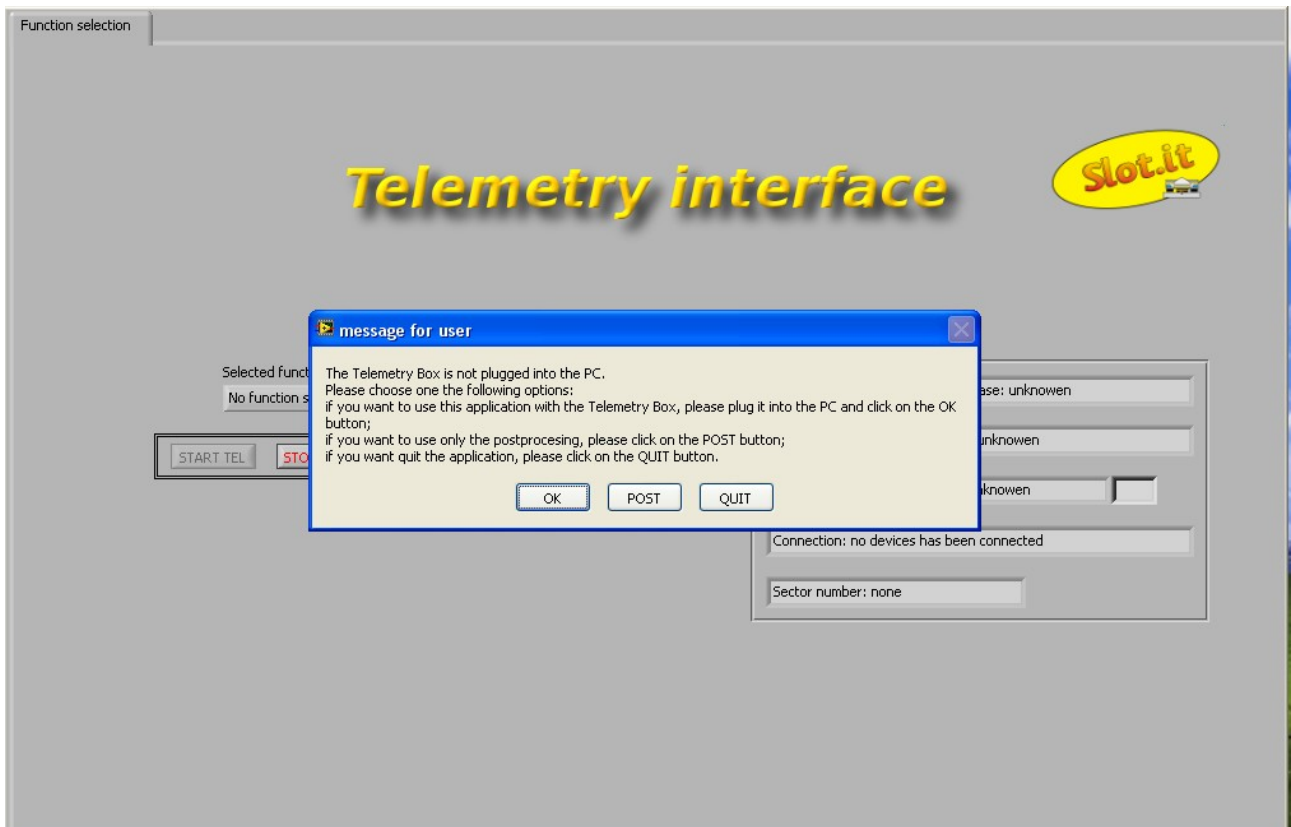 Function selection
Telemetry interface
Slot.it
message for user
The Telemetry Box is not plugged into the PC.
Please choose one the following options:
if you want to use this application with the Telemetry Box, please plug it into the PC and click on the OK
button;
if you want to use only the postprocesing, please click on the POST button;
if you want quit the application, please click on the QUIT button.
OK POST QUIT
Selected funct
No function s
START TEL STO
ase: unknowen
unknowen
knowen
Connection: no devices has been connected
Sector number: none